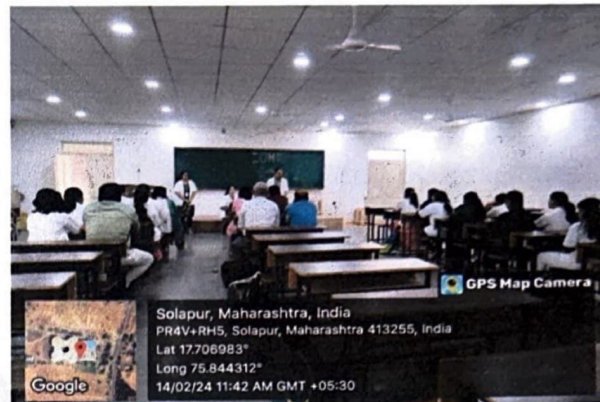 GPS Map Camera
Solapur, Maharashtra, India
PR4V+RH5, Solapur, Maharashtra 413255, India
Lat 17.706983°
Long 75.844312°
14/02/24 11:42 AM GMT +05:30
Google